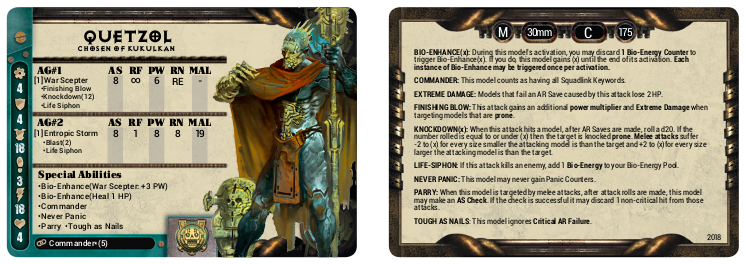 QUETZOL
CHOSEN OF KUKULKAN
AG#1 AS RF PW RN MAL
[1]War Scepter 8 ∞ 6 RE -
•Finishing Blow
•Knockdown(12)
•Life Siphon
AG#2 AS RF PW RN MAL
[1]Entropic Storm 8 1 8 8 19
•Blast(2)
•Life Siphon
Special Abilities
•Bio-Enhance(War Scepter: +3 PW)
•Bio-Enhance(Heal 1 HP)
•Commander
•Never Panic
•Parry •Tough as Nails
Commander(5)
4
4
18
3
18
4
M 30mm C 175
BIO-ENHANCE(x): During this model's activation, you may discard 1 Bio-Energy Counter to
trigger Bio-Enhance(x). If you do, this model gains (x) until the end of its activation. Each
instance of Bio-Enhance may be triggered once per activation.
COMMANDER: This model counts as having all Squadlink Keywords.
EXTREME DAMAGE: Models that fail an AR Save caused by this attack lose 2 HP.
FINISHING BLOW: This attack gains an additional power multiplier and Extreme Damage when
targeting models that are prone.
KNOCKDOWN(x): When this attack hits a model, after AR Saves are made, roll a d20. If the
number rolled is equal to or under (x) then the target is knocked prone. Melee attacks suffer
-2 to (x) for every size smaller the attacking model is than the target and +2 to (x) for every size
larger the attacking model is than the target.
LIFE-SIPHON: If this attack kills an enemy, add 1 Bio-Energy to your Bio-Energy Pool.
NEVER PANIC: This model may never gain Panic Counters.
PARRY: When this model is targeted by melee attacks, after attack rolls are made, this model
may make an AS Check. If the check is successful it may discard 1 non-critical hit from those
attacks.
TOUGH AS NAILS: This model ignores Critical AR Failure.
2018